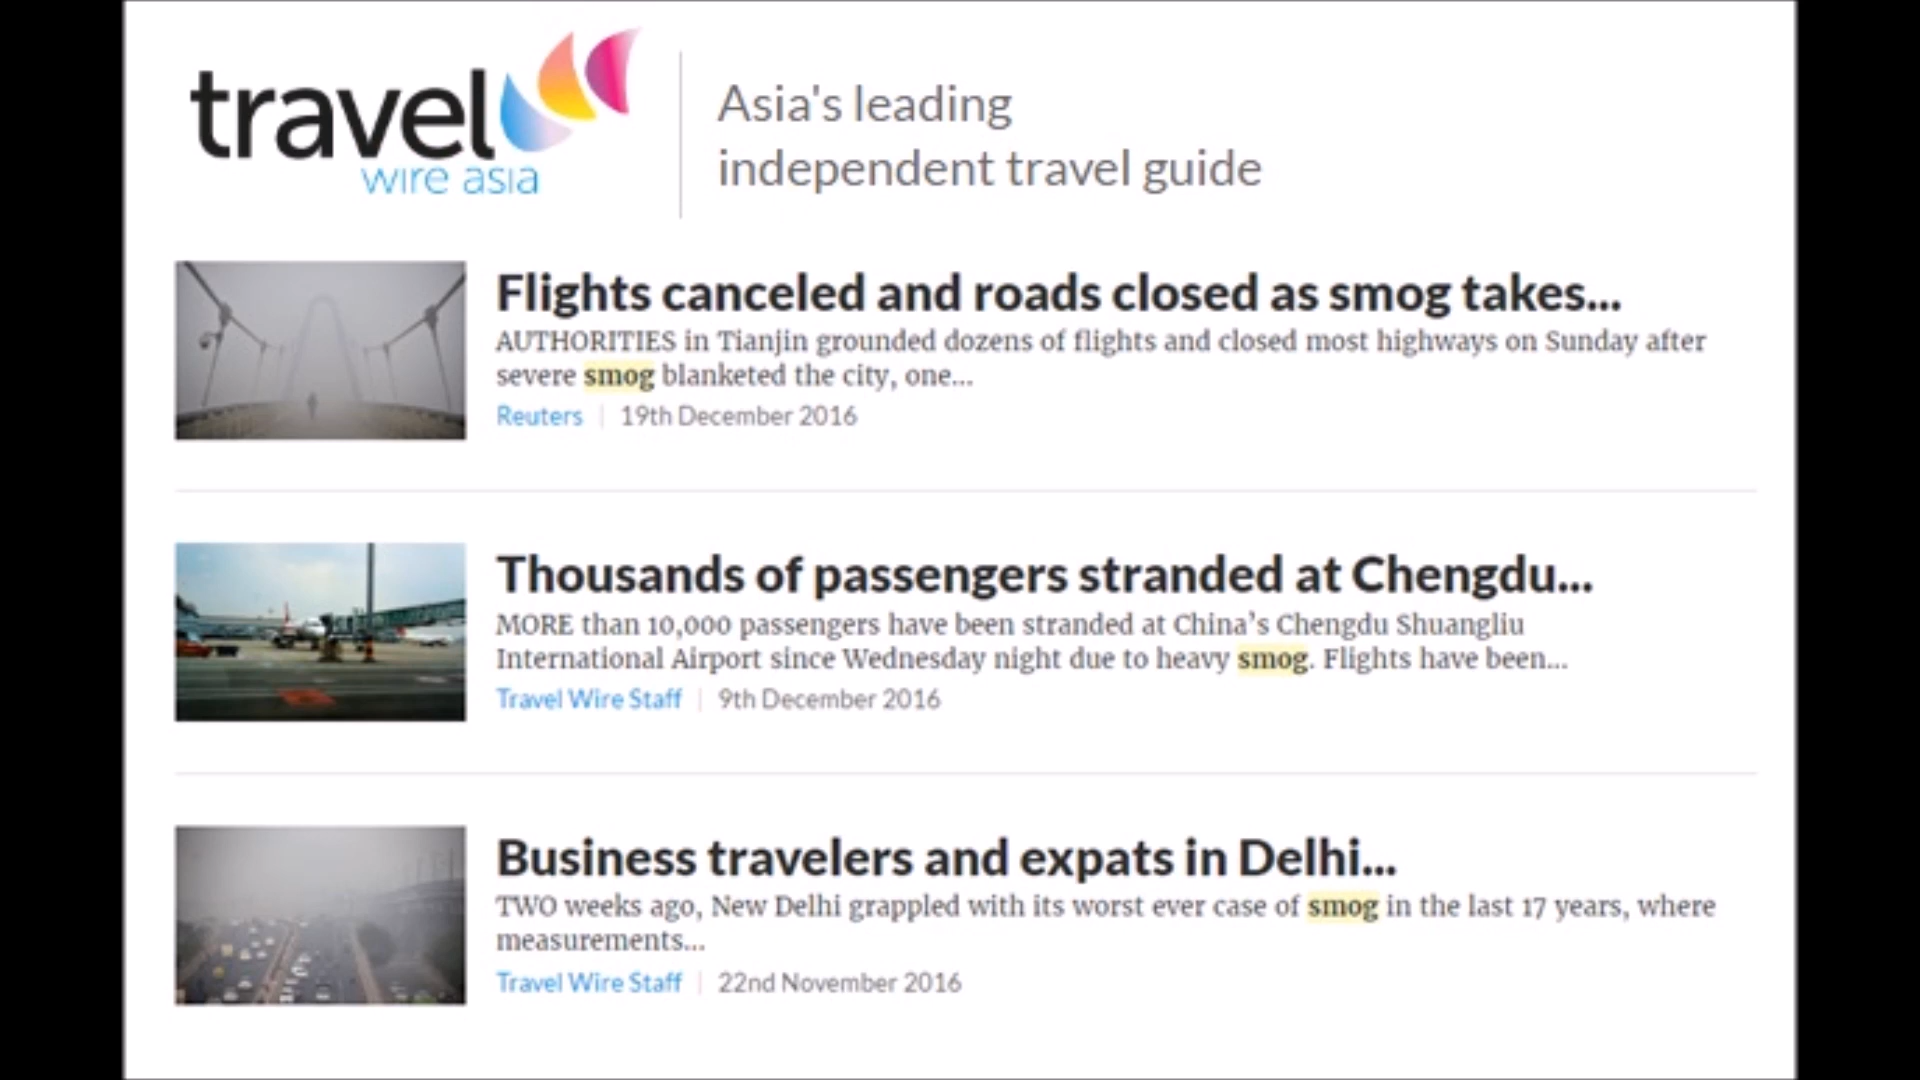 travel
wire asia
Asia's leading
independent travel guide
Flights canceled and roads closed as smog takes...
AUTHORITIES in Tianjin grounded dozens of flights and closed most highways on Sunday after
severe smog blanketed the city, one...
Reuters | 19th December 2016
Thousands of passengers stranded at Chengdu...
MORE than 10,000 passengers have been stranded at China’s Chengdu Shuangliu
International Airport since Wednesday night due to heavy smog. Flights have been...
Travel Wire Staff | 9th December 2016
Business travelers and expats in Delhi...
TWO weeks ago, New Delhi grappled with its worst ever case of smog in the last 17 years, where
measurements...
Travel Wire Staff | 22nd November 2016